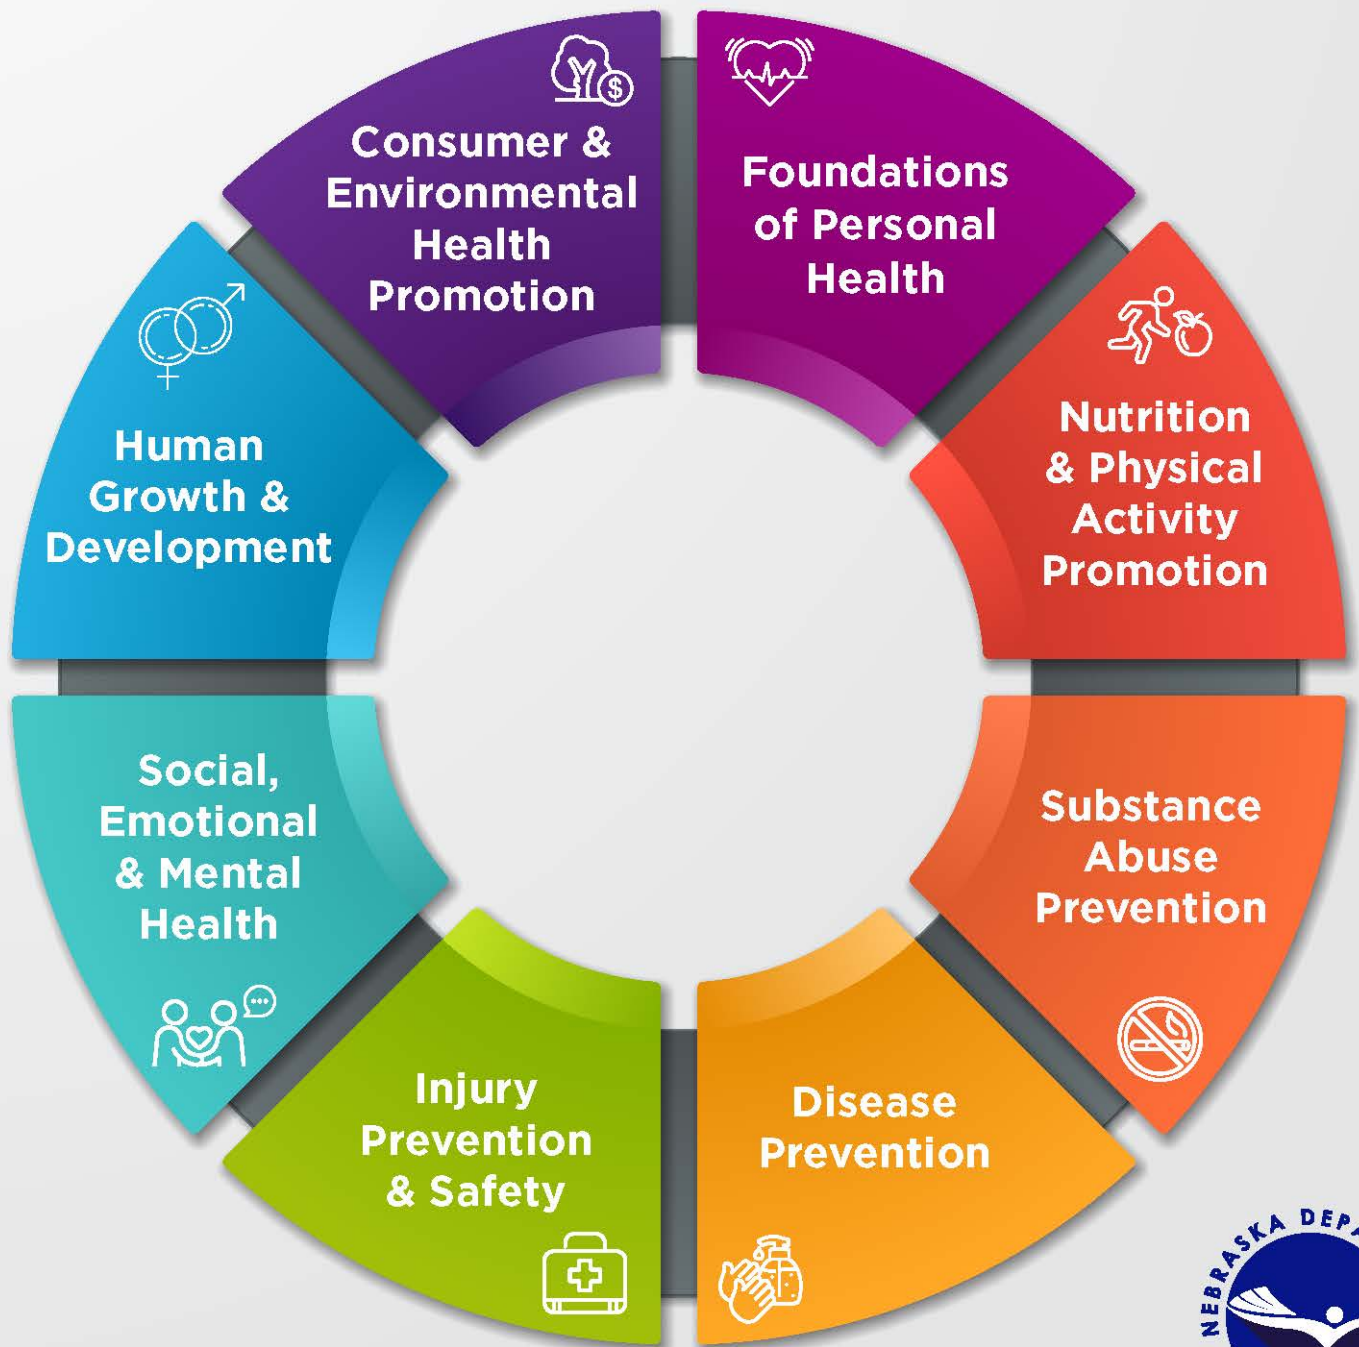 Consumer &
Environmental
Health
Promotion
$
Foundations
of Personal
Health
Nutrition
& Physical
Activity
Promotion
Substance
Abuse
Prevention
Disease
Prevention
Injury
Prevention
& Safety
Social,
Emotional
& Mental
Health
Human
Growth &
Development
NEBRASKA